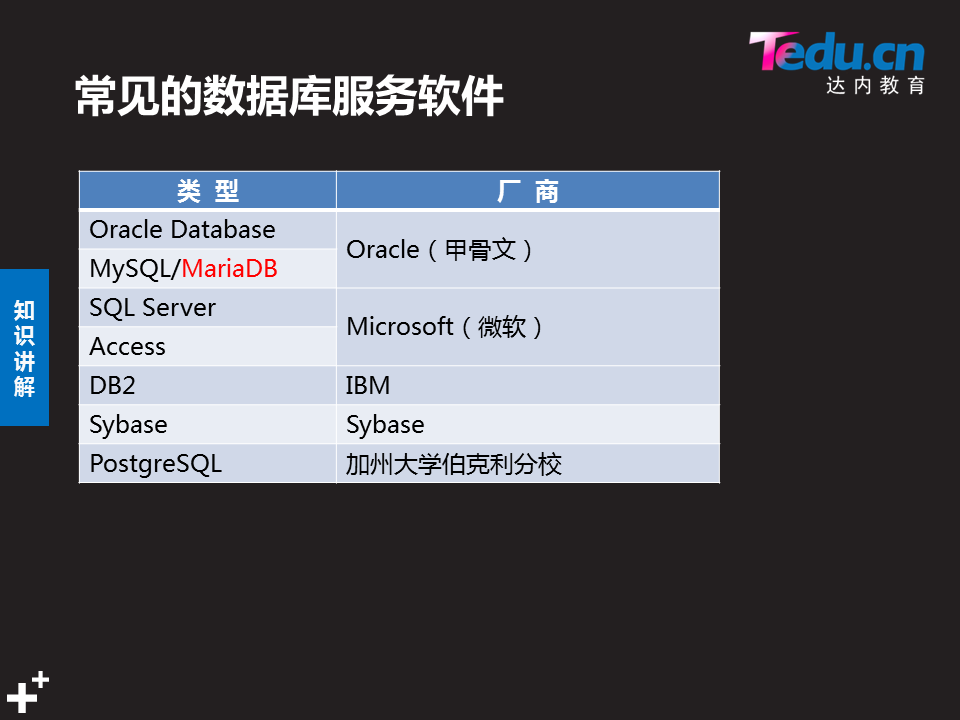 Tedu.cn
达内教育
常见的数据库服务软件
类 型 厂 商
Oracle Database
Oracle（甲骨文）
MySQL/MariaDB
SQL Server
Microsoft（微软）
Access
DB2 IBM
Sybase Sybase
PostgreSQL 加州大学伯克利分校
知识讲解